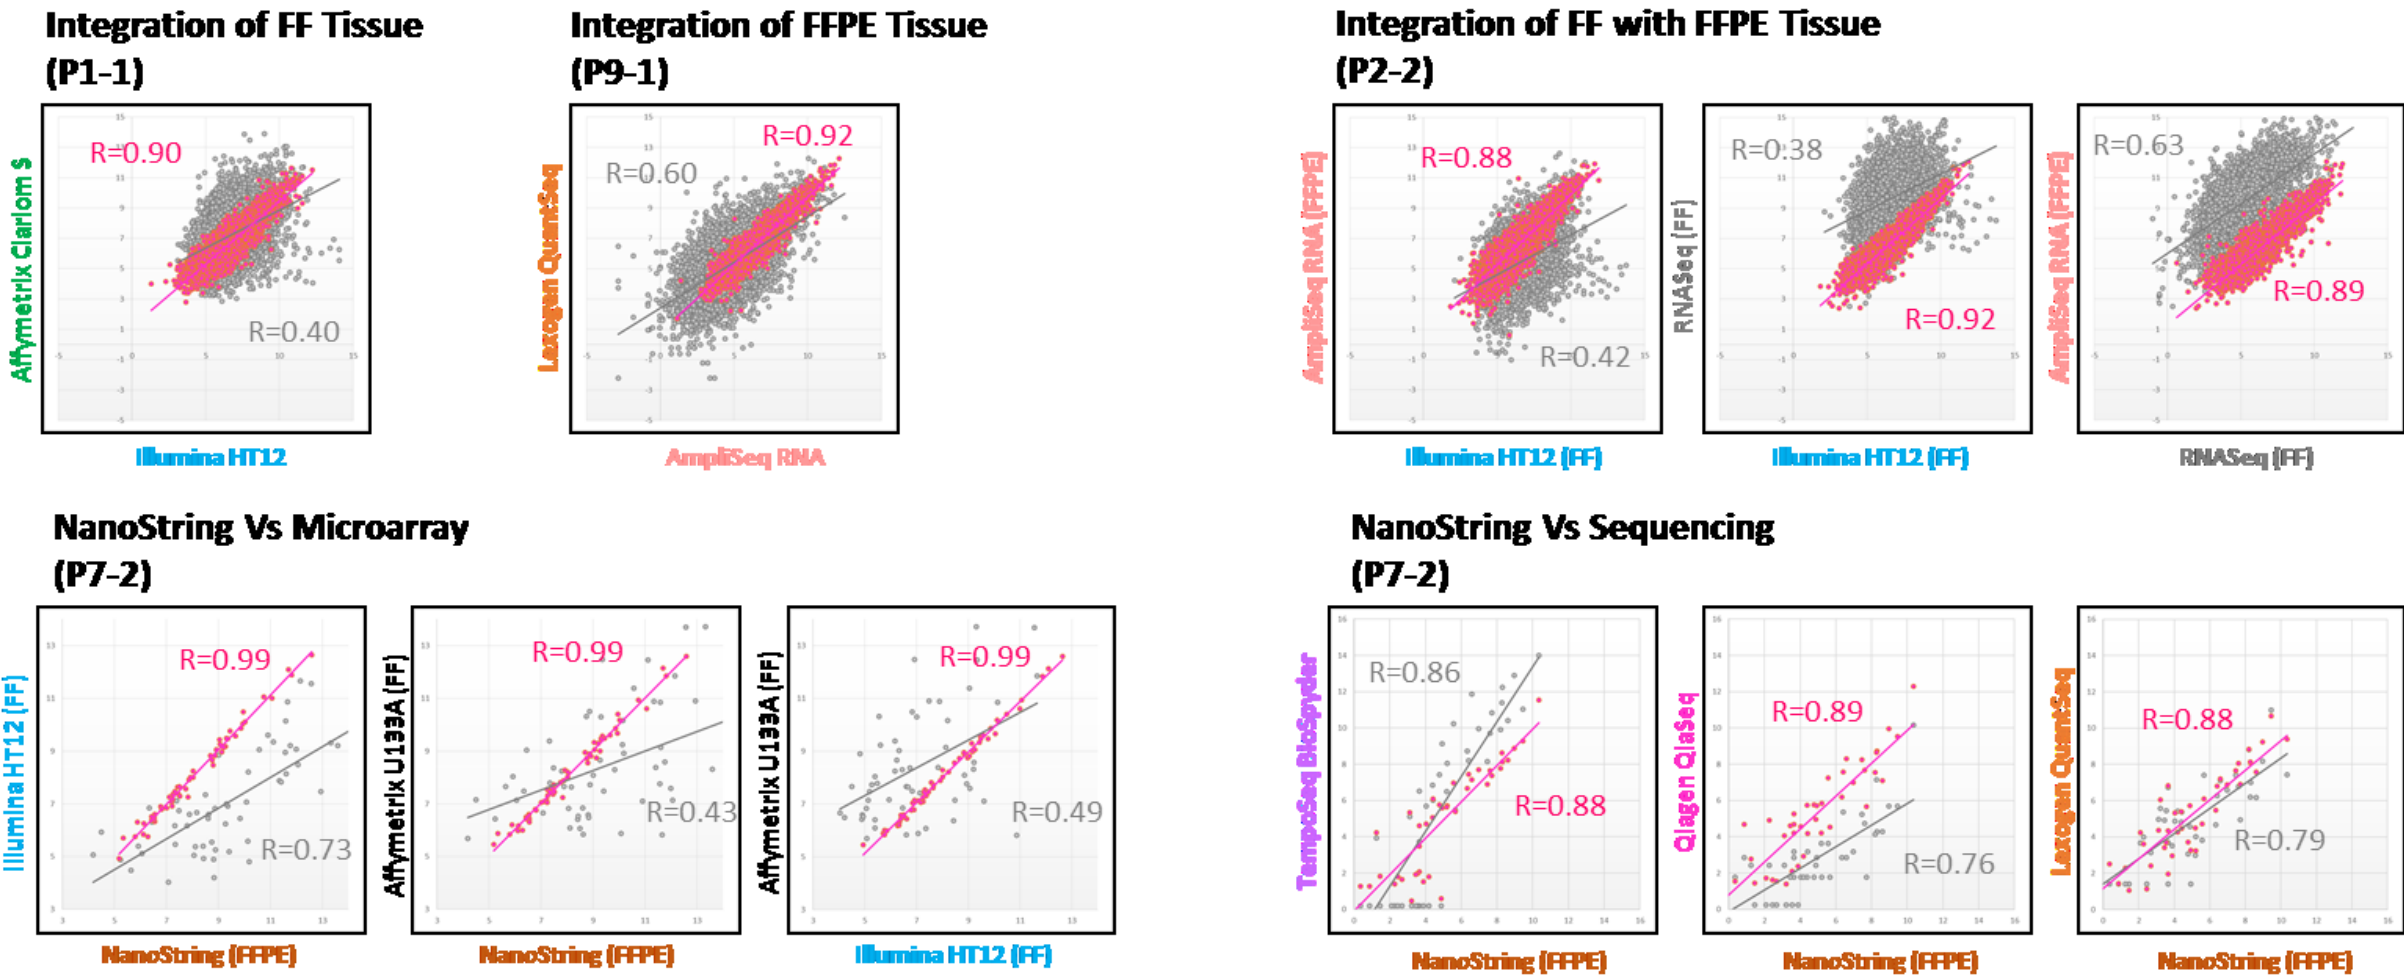 Integration of FF Tissue
(P1-1)
Integration of FFPE Tissue
(P9-1)
Integration of FF with FFPE Tissue
(P2-2)
Affymetrix Clariom S
R=0.90
R=0.40
Illumina HT12
Lexogen QuantSeq
R=0.92
R=0.60
AmpliSeq RNA
AmpliSeq RNA (FFPE)
R=0.88
R=0.42
Illumina HT12 (FF)
RNASeq (FF)
R=0.38
R=0.92
Illumina HT12 (FF)
AmpliSeq RNA (FFPE)
R=0.63
R=0.89
RNASeq (FF)
NanoString Vs Microarray
(P7-2)
NanoString Vs Sequencing
(P7-2)
Illumina HT12 (FF)
R=0.99
R=0.73
NanoString (FFPE)
Affymetrix U133A (FF)
R=0.99
R=0.43
NanoString (FFPE)
Affymetrix U133A (FF)
R=0.99
R=0.49
Illumina HT12 (FF)
TempoSeq BioSpyder
R=0.86
R=0.88
NanoString (FFPE)
Qiagen QiaSeq
R=0.89
R=0.76
NanoString (FFPE)
Lexogen QuantSeq
R=0.88
R=0.79
NanoString (FFPE)